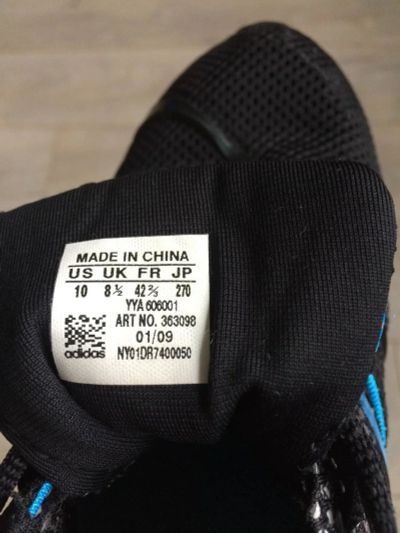 MADE IN CHINA
US UK FR JP
10 8½ 42⅔ 270
YYA 606001
ART NO. 363098
01/09
adidas NY01DR7400050